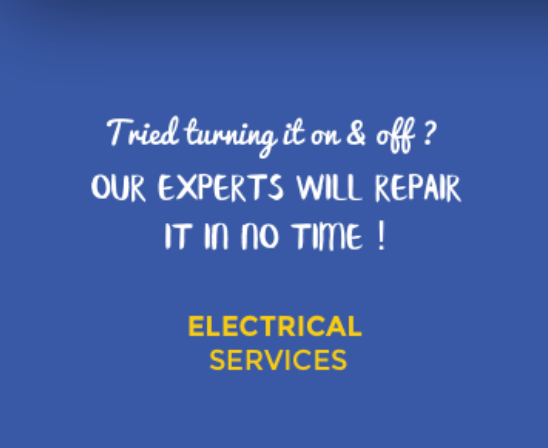 Tried turning it on & off ?
OUR EXPERTS WILL REPAIR
IT IN NO TIME !
ELECTRICAL
SERVICES